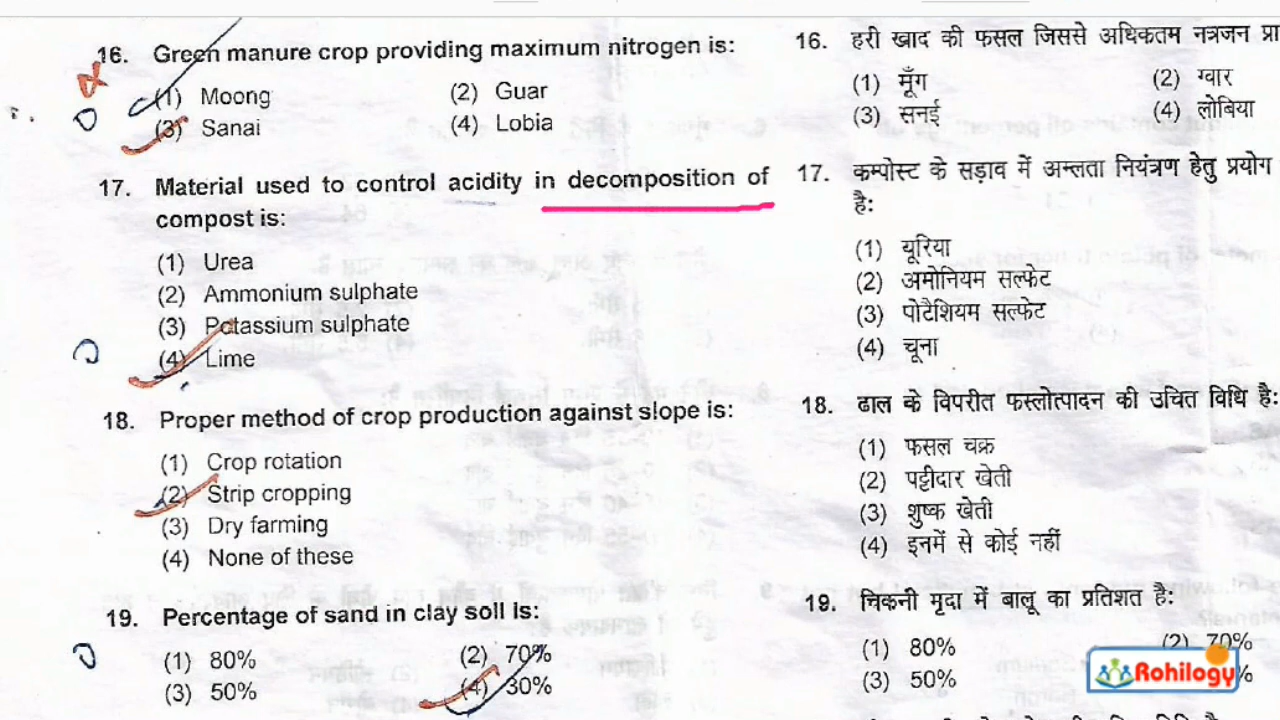 16. Green manure crop providing maximum nitrogen is:
(1) Moong (2) Guar
(3) Sanai (4) Lobia
17. Material used to control acidity in decomposition of
compost is:
(1) Urea
(2) Ammonium sulphate
(3) Potassium sulphate
(4) Lime
18. Proper method of crop production against slope is:
(1) Crop rotation
(2) Strip cropping
(3) Dry farming
(4) None of these
19. Percentage of sand in clay soll is:
(1) 80% (2) 70%
(3) 50% (4) 30%
16. हरी खाद की फसल जिससे अधिकतम नत्रजन प्रा
(1) मूँग (2) ग्वार
(3) सनई (4) लोबिया
17. कम्पोस्ट के सड़ाव में अम्लता नियंत्रण हेतु प्रयोग
है:
(1) यूरिया
(2) अमोनियम सल्फेट
(3) पोटैशियम सल्फेट
(4) चूना
18. ढाल के विपरीत फस्लोत्पादन की उचित विधि है:
(1) फसल चक्र
(2) पट्टीदार खेती
(3) शुष्क खेती
(4) इनमें से कोई नहीं
19. चिकनी मृदा में बालू का प्रतिशत है:
(1) 80% (2) 70%
(3) 50% %
Rohilogy